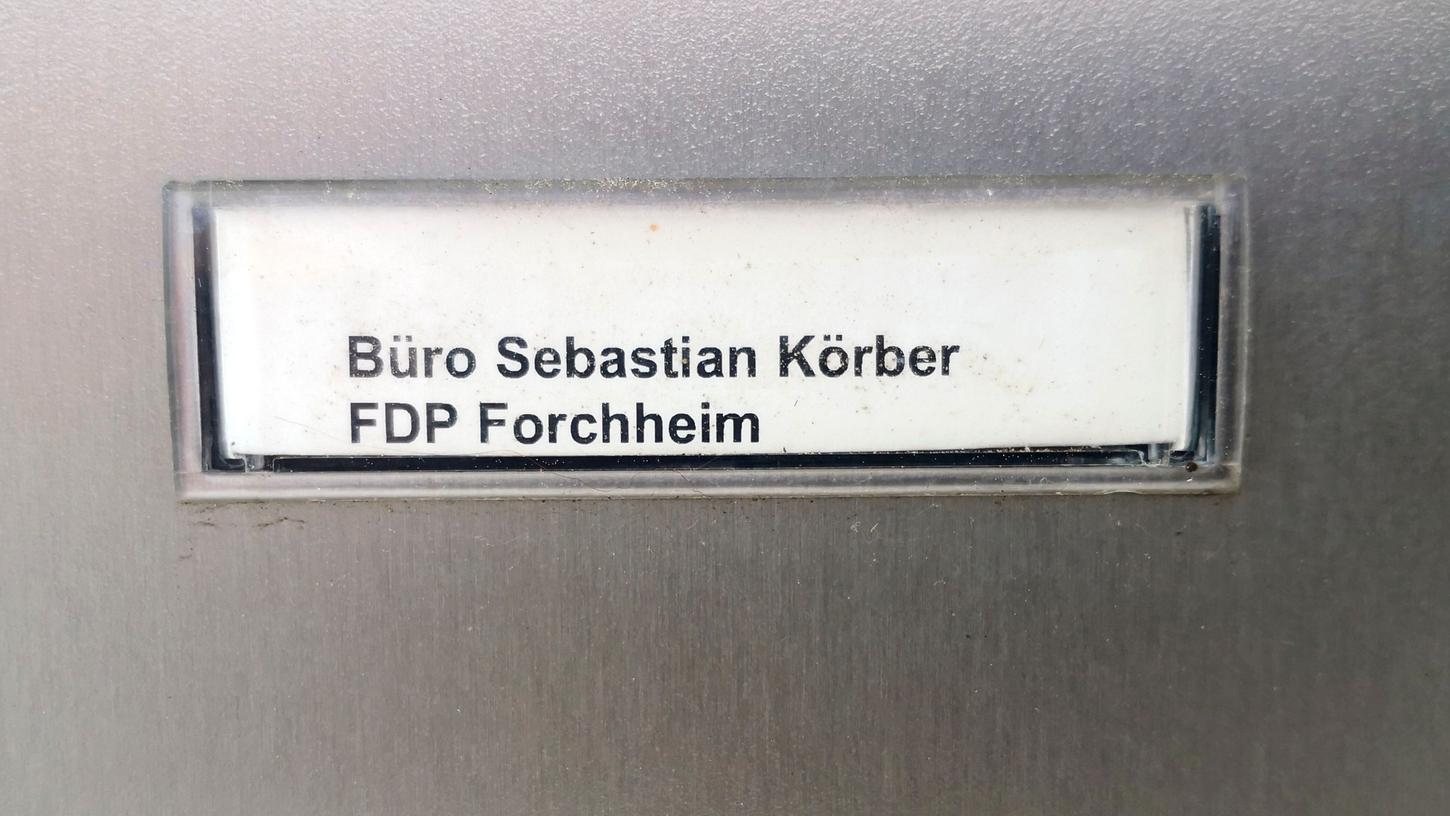 Büro Sebastian Körber
FDP Forchheim